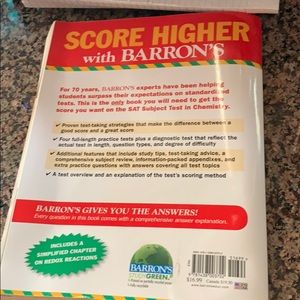 SCORE HIGHER
with BARRON'S
For 70 years, BARRON'S experts have been helping
students surpass their expectations on standardized
tests. This is the only book you will need to get the
score you want on the SAT Subject Test in Chemistry.
✓ Proven test-taking strategies that make the difference between a
good score and a great score
✓ Four full-length practice tests plus a diagnostic test that reflect the
actual test in length, question types, and degree of difficulty
✓ Additional features that include study tips, test-taking advice, a
comprehensive subject review, information-packed appendices, and
extra practice questions with answers covering all test topics
✓ A test overview and an explanation of the test's scoring method
BARRON'S GIVES YOU THE ANSWERS!
Every question in this book comes with a comprehensive answer explanation.
INCLUDES A
SIMPLIFIED CHAPTER
ON REDOX REACTIONS
BARRON'S
STUDY GREEN
$16.99